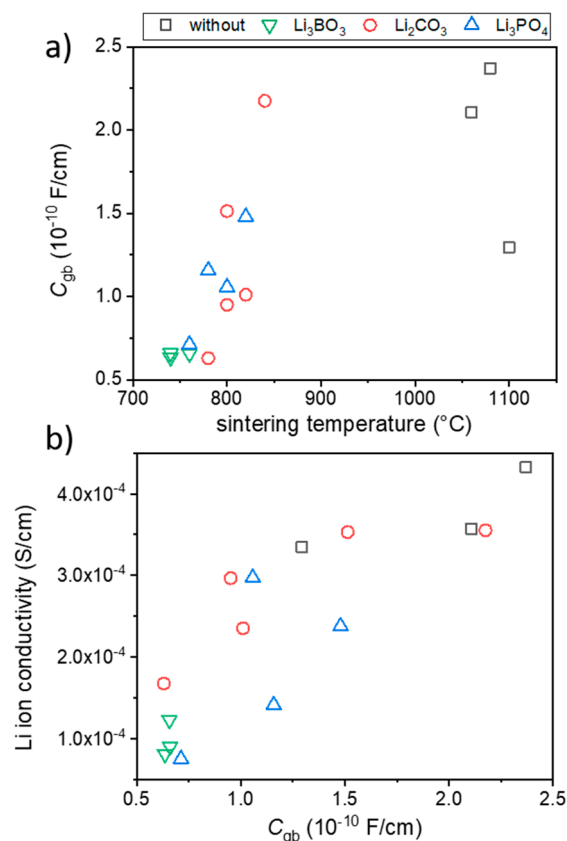 without Li₃BO₃ Li₂CO₃ Li₃PO₄
a)
2.5
2.0
1.5
1.0
0.5
C_gb (10⁻¹⁰ F/cm)
700 800 900 1000 1100
sintering temperature (°C)
b)
4.0x10⁻⁴
3.0x10⁻⁴
2.0x10⁻⁴
1.0x10⁻⁴
Li ion conductivity (S/cm)
0.5 1.0 1.5 2.0 2.5
C_gb (10⁻¹⁰ F/cm)